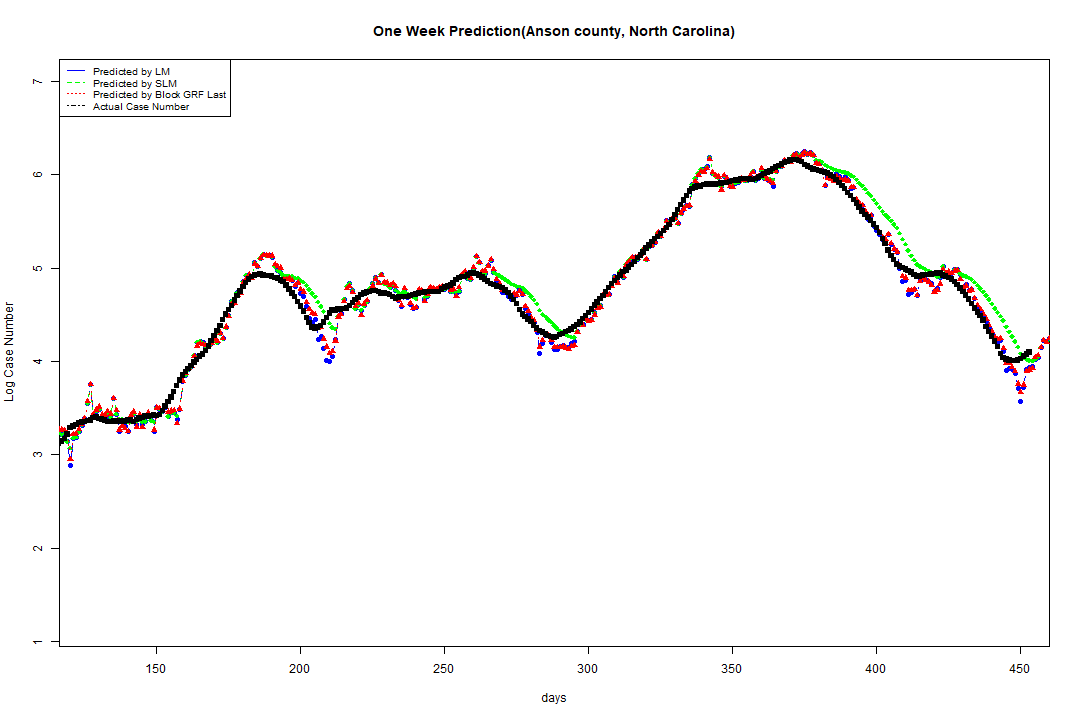 One Week Prediction(Anson county, North Carolina)
Predicted by LM
Predicted by SLM
Predicted by Block GRF Last
Actual Case Number
7
6
5
4
3
2
1
Log Case Number
150 200 250 300 350 400 450
days